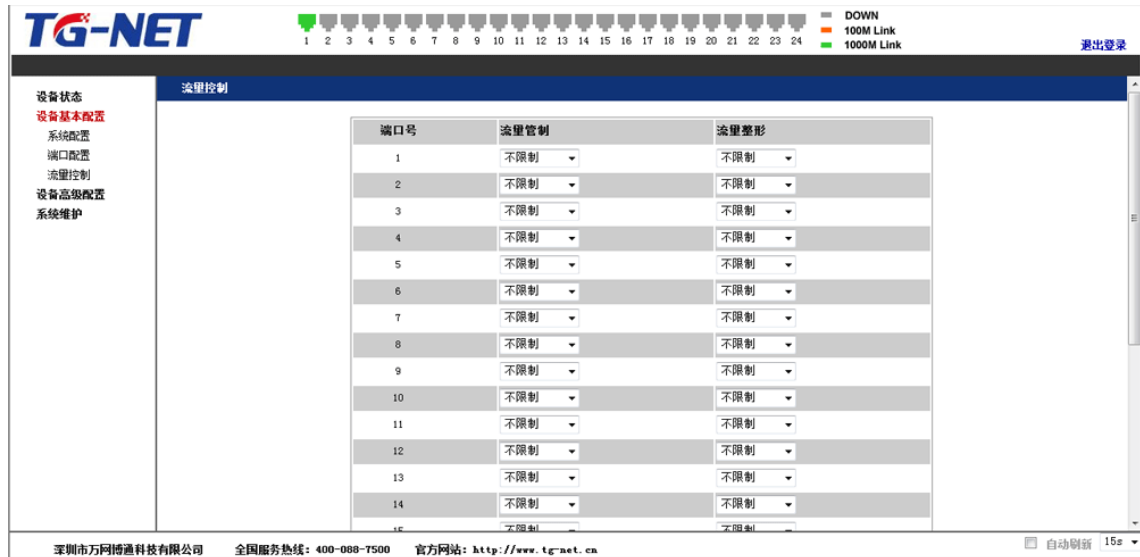 TG-NET
DOWN
100M Link
1000M Link
1 2 3 4 5 6 7 8 9 10 11 12 13 14 15 16 17 18 19 20 21 22 23 24
退出登录
设备状态
设备基本配置
系统配置
端口配置
流量控制
设备高级配置
系统维护
流量控制
端口号 流量管制 流量整形
1 不限制 不限制
2 不限制 不限制
3 不限制 不限制
4 不限制 不限制
5 不限制 不限制
6 不限制 不限制
7 不限制 不限制
8 不限制 不限制
9 不限制 不限制
10 不限制 不限制
11 不限制 不限制
12 不限制 不限制
13 不限制 不限制
14 不限制 不限制
15 不限制 不限制
深圳市万网博通科技有限公司 全国服务热线: 400-088-7500 官方网站: http://www.tg-net.cn
自动刷新 15s